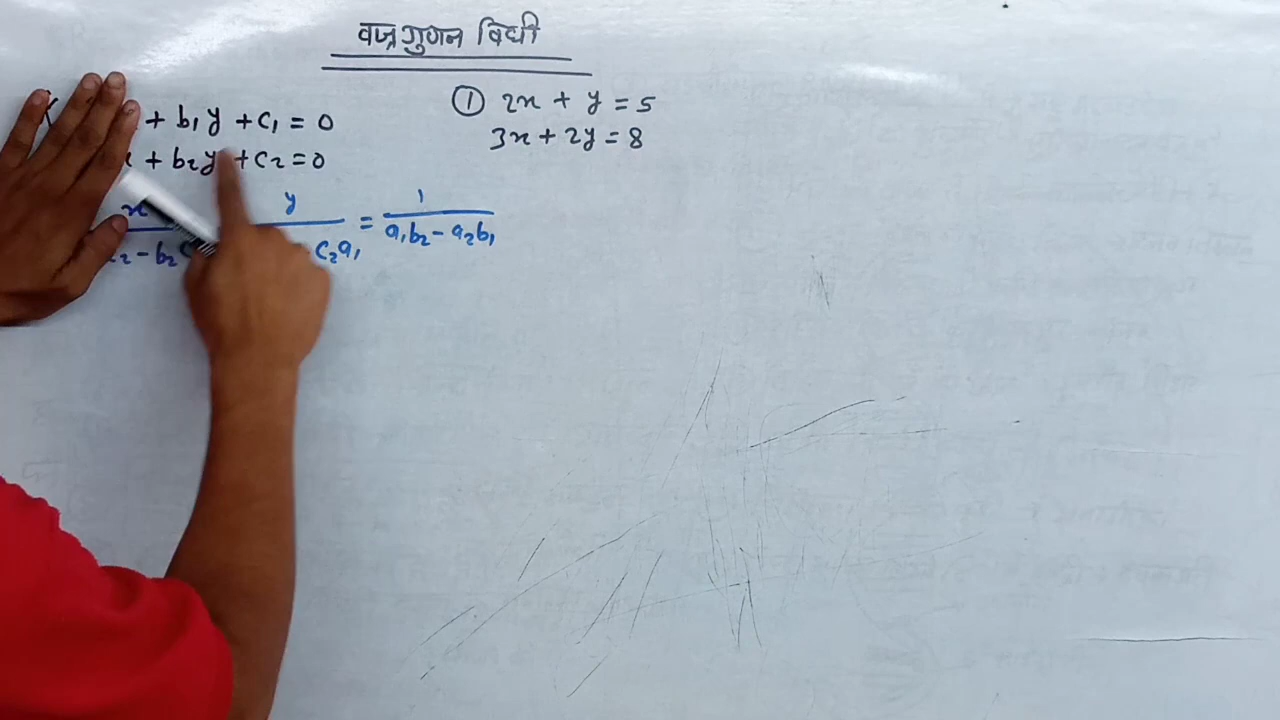 वज्रगुणन विधी
+ b₁y + c₁ = 0
+ b₂y + c₂ = 0
① 2x + y = 5
3x + 2y = 8
x y = 1
- b₂c c₂a₁ a₁b₂ - a₂b₁